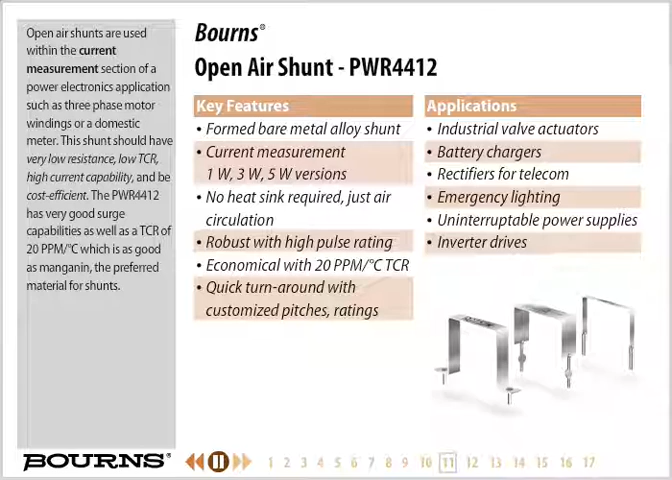 Open air shunts are used
within the current
measurement section of a
power electronics application
such as three phase motor
windings or a domestic
meter. This shunt should have
very low resistance, low TCR,
high current capability, and be
cost-efficient. The PWR4412
has very good surge
capabilities as well as a TCR of
20 PPM/°C which is as good
as manganin, the preferred
material for shunts.
Bourns®
Open Air Shunt - PWR4412
Key Features
• Formed bare metal alloy shunt
• Current measurement
1 W, 3 W, 5 W versions
• No heat sink required, just air
circulation
• Robust with high pulse rating
• Economical with 20 PPM/°C TCR
• Quick turn-around with
customized pitches, ratings
Applications
• Industrial valve actuators
• Battery chargers
• Rectifiers for telecom
• Emergency lighting
• Uninterruptable power supplies
• Inverter drives
BOURNS®
1 2 3 4 5 6 7 8 9 10 11 12 13 14 15 16 17